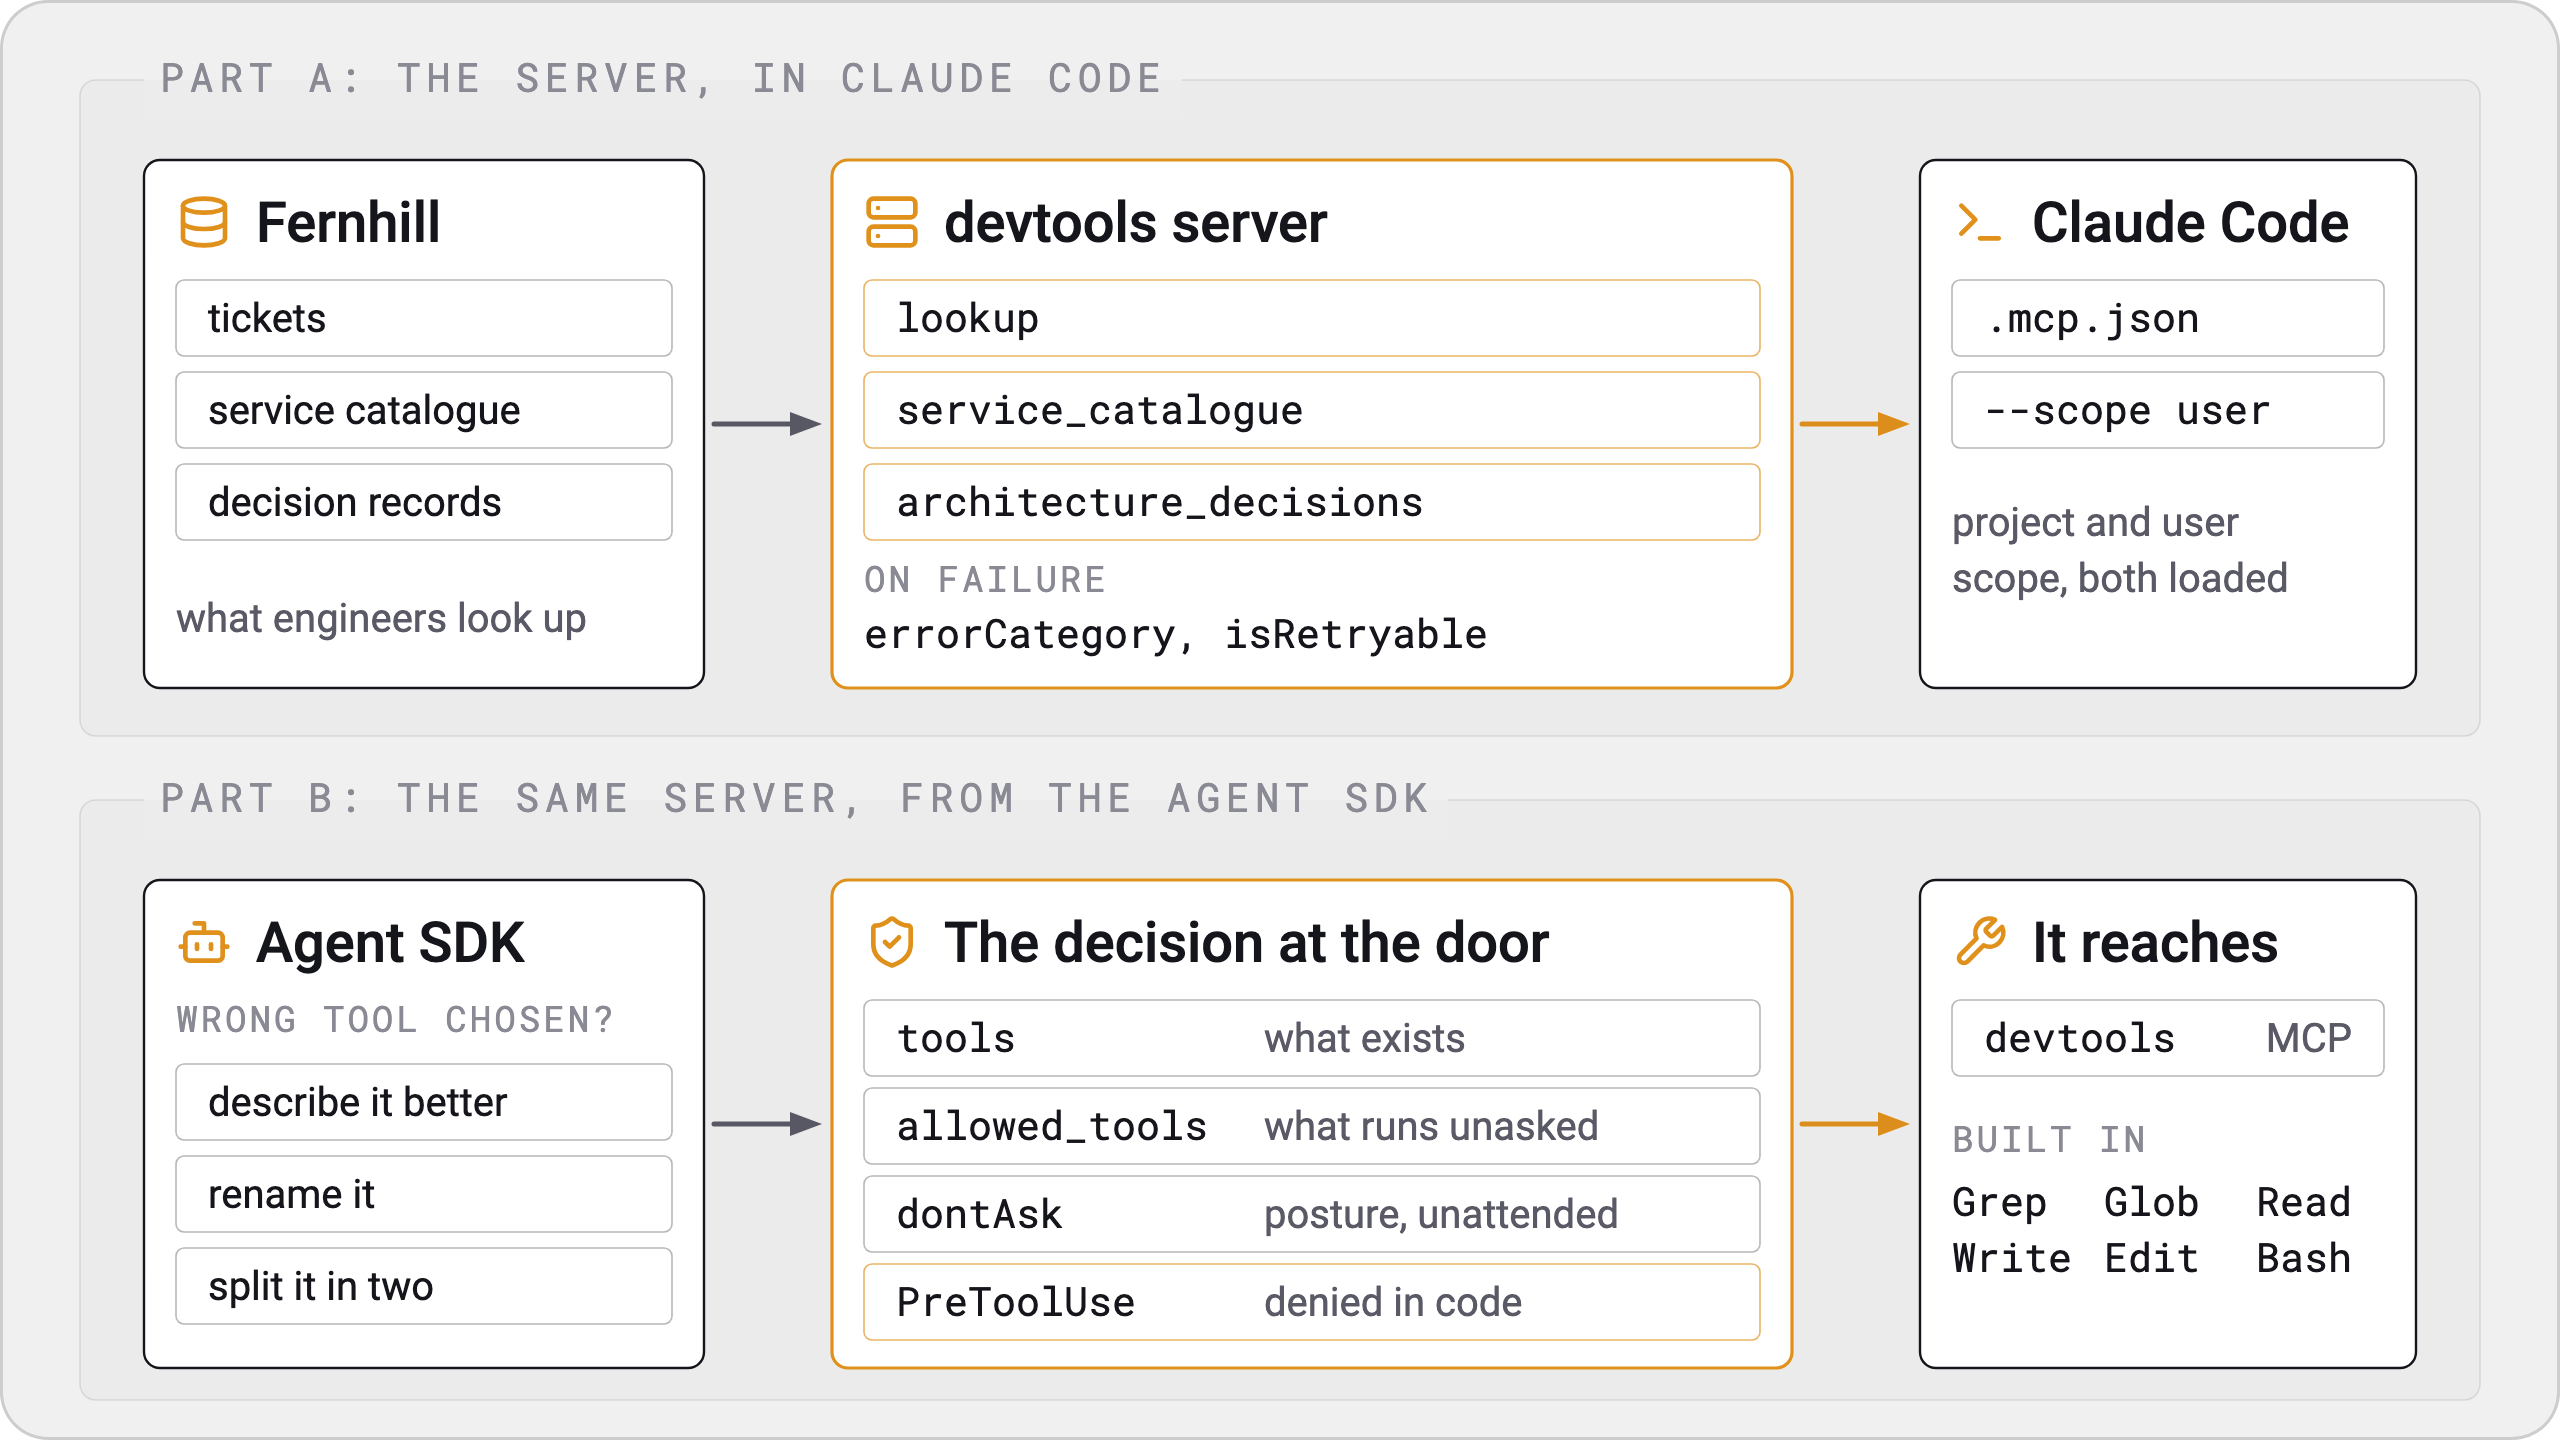 PART A: THE SERVER, IN CLAUDE CODE
Fernhill
tickets
service catalogue
decision records
what engineers look up
devtools server
lookup
service_catalogue
architecture_decisions
ON FAILURE
errorCategory, isRetryable
Claude Code
.mcp.json
--scope user
project and user
scope, both loaded
PART B: THE SAME SERVER, FROM THE AGENT SDK
Agent SDK
WRONG TOOL CHOSEN?
describe it better
rename it
split it in two
The decision at the door
tools what exists
allowed_tools what runs unasked
dontAsk posture, unattended
PreToolUse denied in code
It reaches
devtools MCP
BUILT IN
Grep Glob Read
Write Edit Bash